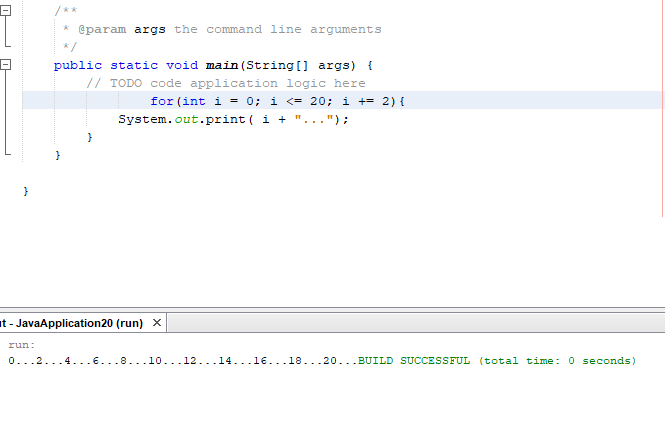 /**
* @param args the command line arguments
*/
public static void main(String[] args) {
// TODO code application logic here
for(int i = 0; i <= 20; i += 2){
System.out.print( i + "...");
}
}
}
ut - JavaApplication20 (run) ×
run:
0...2...4...6...8...10...12...14...16...18...20...BUILD SUCCESSFUL (total time: 0 seconds)